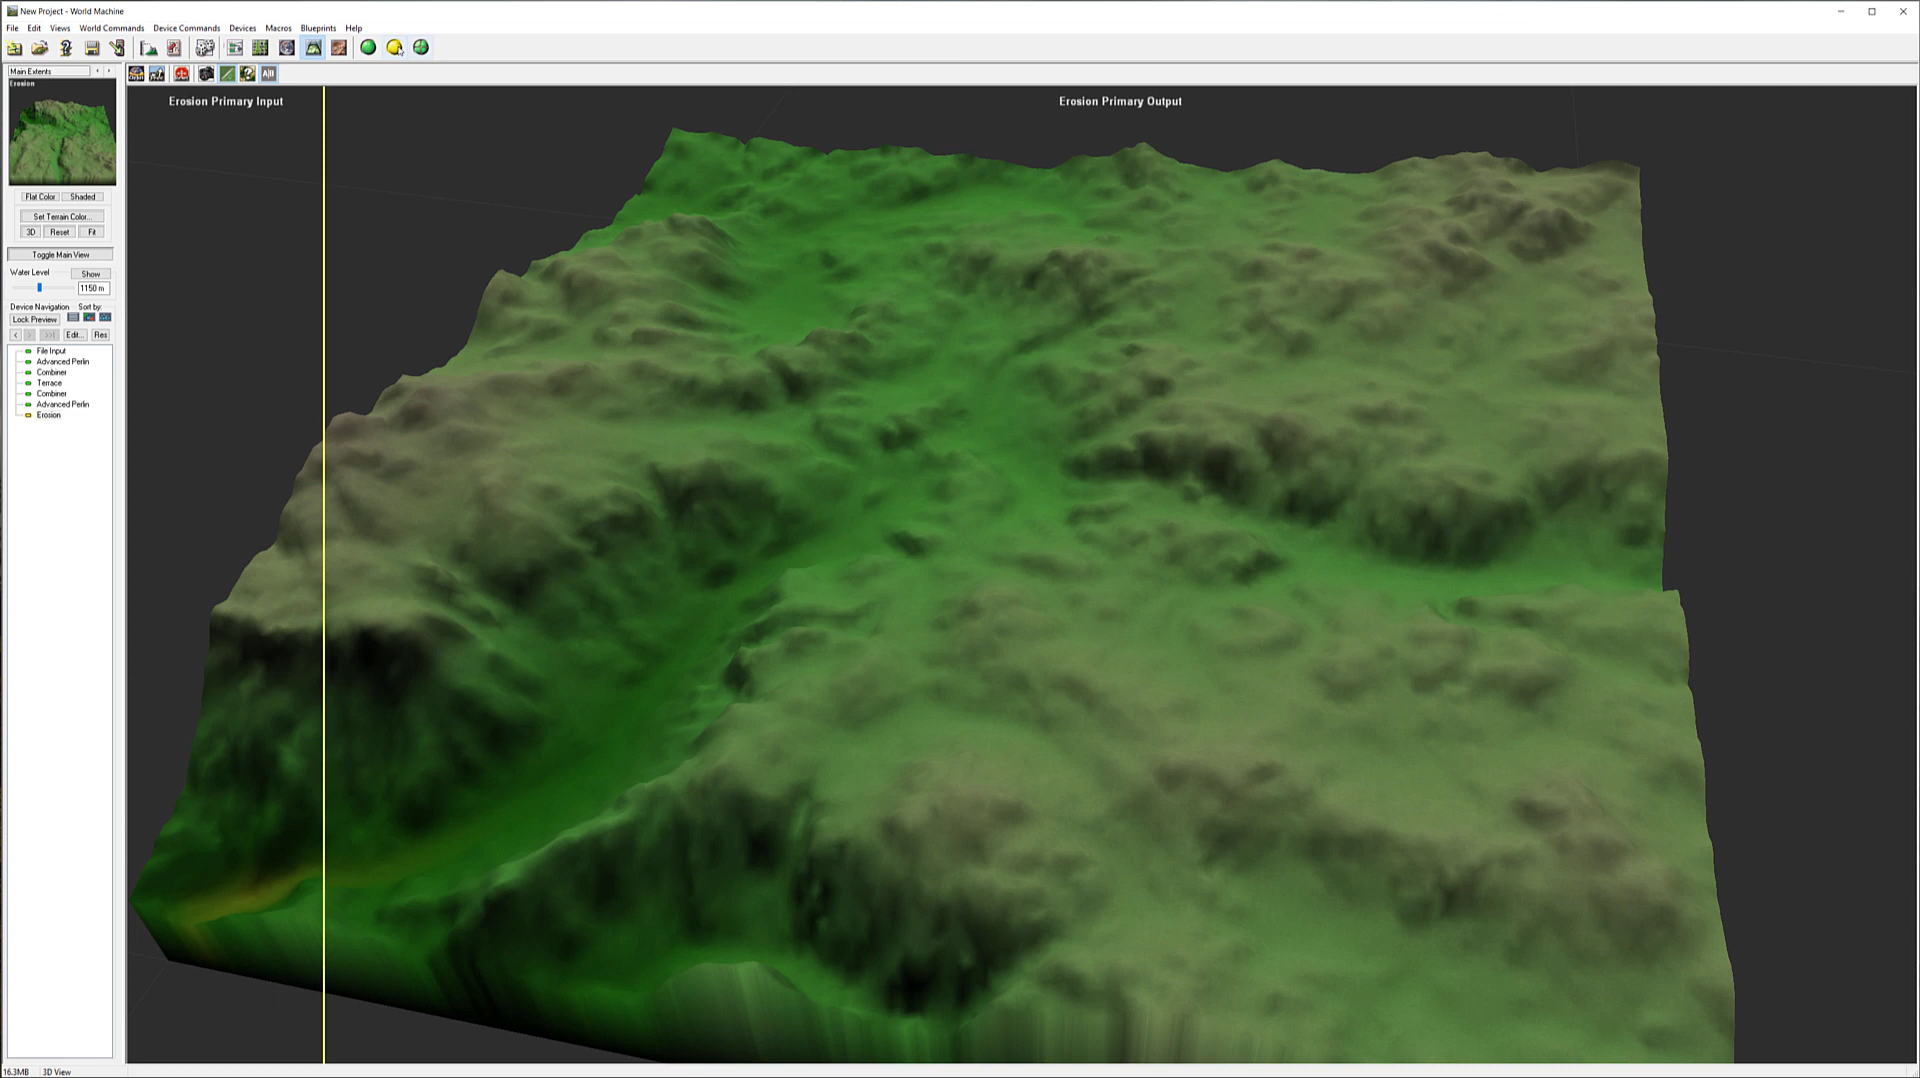 New Project - World Machine
File Edit Views World Commands Device Commands Devices Macros Blueprints Help
Main Extents
Erosion
Erosion Primary Input
Erosion Primary Output
Flat Color Shaded
Set Terrain Color...
3D Reset Fit
Toggle Main View
Water Level Show
1150 m
Device Navigation Sort by:
Lock Preview
Edit... Res
File Input
Advanced Perlin
Combiner
Terrace
Combiner
Advanced Perlin
Erosion
16.3MB 3D View